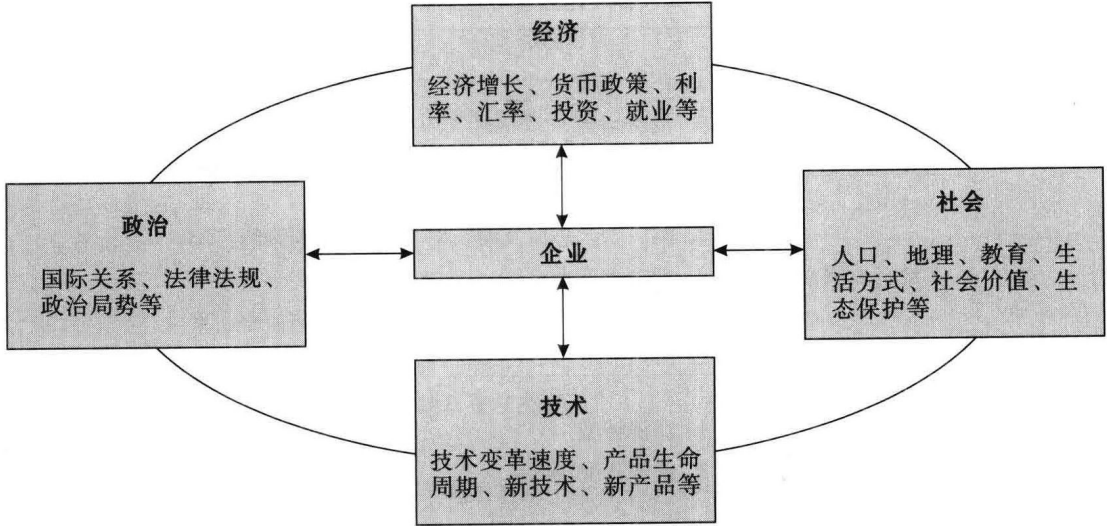 经济
经济增长、货币政策、利
率、汇率、投资、就业等
政治
国际关系、法律法规、
政治局势等
企业
社会
人口、地理、教育、生
活方式、社会价值、生
态保护等
技术
技术变革速度、产品生命
周期、新技术、新产品等